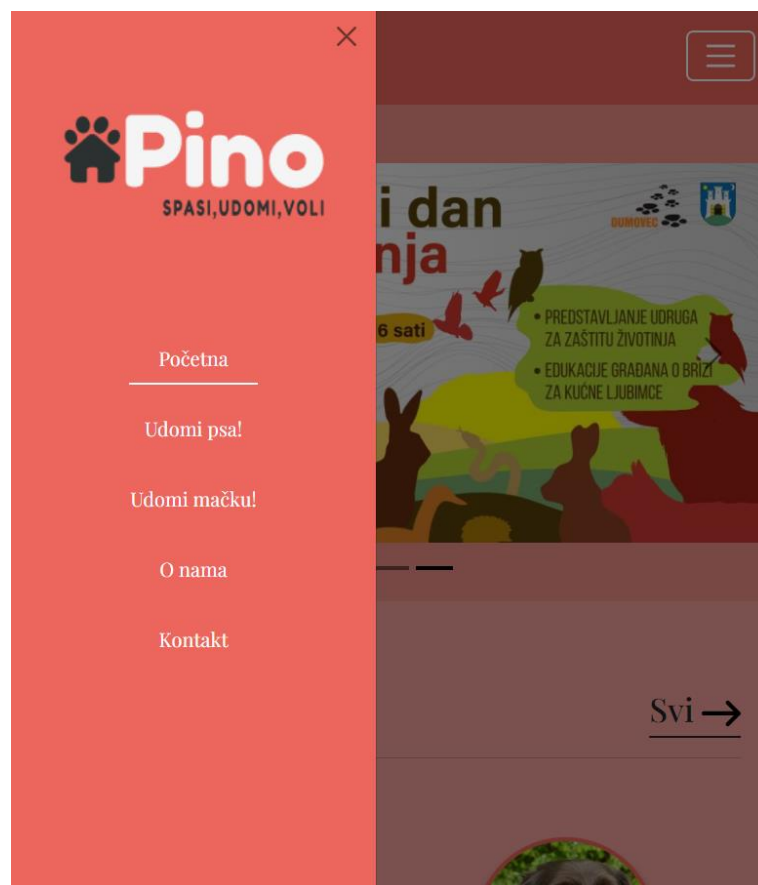 Pino
SPASI,UDOMI,VOLI
Početna
Udomi psa!
Udomi mačku!
O nama
Kontakt
i dan
nja
6 sati
DUMOVEC
• PREDSTAVLJANJE UDRUGA
ZA ZAŠTITU ŽIVOTINJA
• EDUKACIJE GRAĐANA O BRIZI
ZA KUĆNE LJUBIMCE
Svi